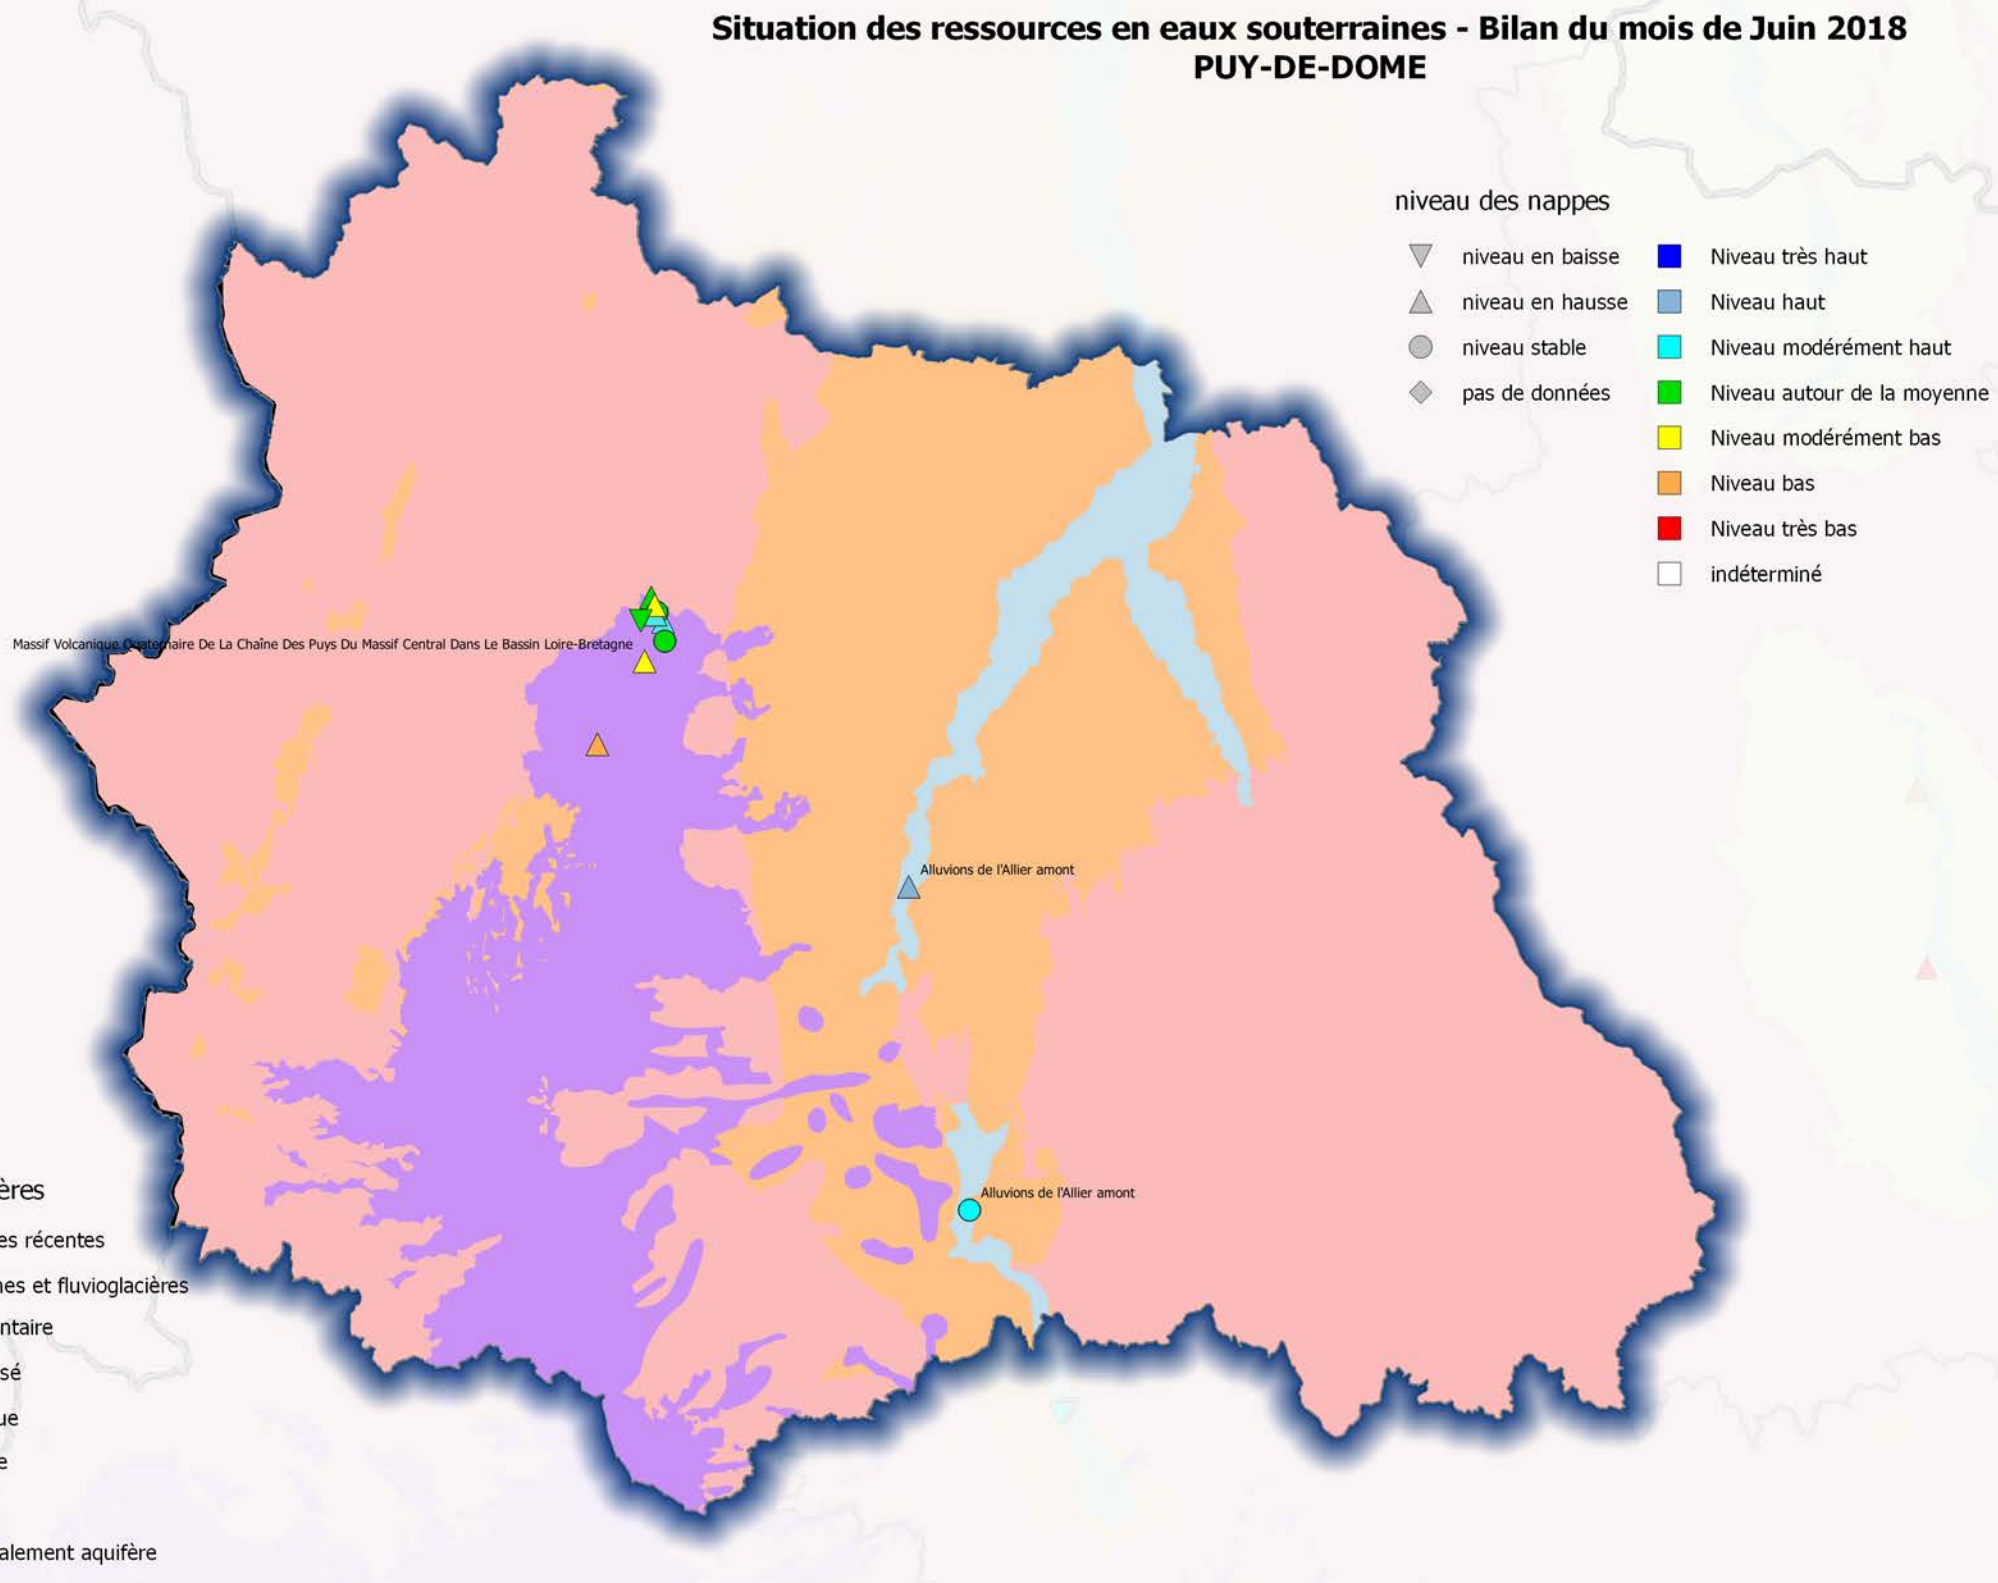 Situation des ressources en eaux souterraines - Bilan du mois de Juin 2018
PUY-DE-DOME
niveau des nappes
niveau en baisse
niveau en hausse
niveau stable
pas de données
Niveau très haut
Niveau haut
Niveau modérément haut
Niveau autour de la moyenne
Niveau modérément bas
Niveau bas
Niveau très bas
indéterminé
Massif Volcanique Quaternaire De La Chaîne Des Puys Du Massif Central Dans Le Bassin Loire-Bretagne
Alluvions de l'Allier amont
Alluvions de l'Allier amont
ères
es récentes
nes et fluvioglacières
ntaire
sé
ue
e
alement aquifère